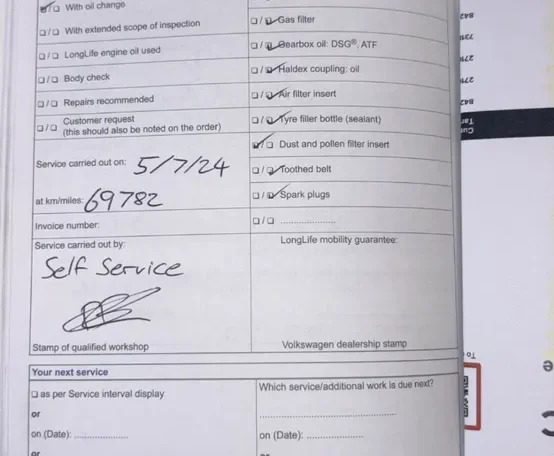 With oil change
With extended scope of inspection
LongLife engine oil used
Body check
Repairs recommended
Customer request
(this should also be noted on the order)
Service carried out on: 5/7/24
at km/miles: 69782
Invoice number:
Service carried out by:
Self Service
Stamp of qualified workshop
Gas filter
Gearbox oil: DSG®, ATF
Haldex coupling: oil
Air filter insert
Tyre filler bottle (sealant)
Dust and pollen filter insert
Toothed belt
Spark plugs
....................
LongLife mobility guarantee:
Volkswagen dealership stamp
Your next service
as per Service interval display
or
on (Date): ....................
or
Which service/additional work is due next?
....................
on (Date): ....................
or